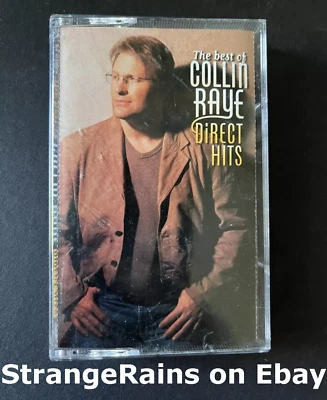 The best of
COLLIN
RAYE
DiRECT
HITS
StrangeRains on Ebay